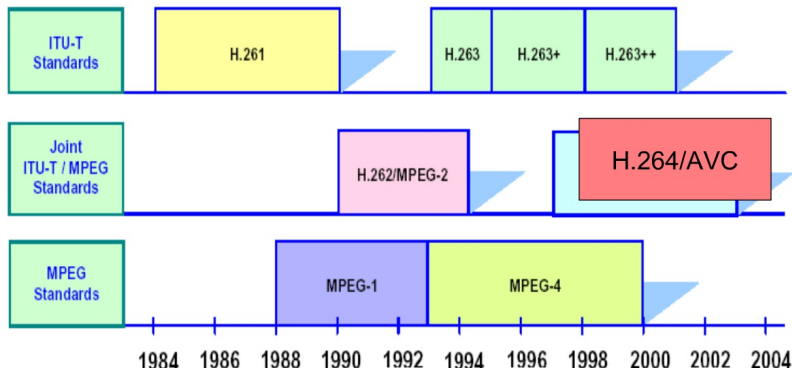 ITU-T
Standards
H.261
H.263
H.263+
H.263++
Joint
ITU-T / MPEG
Standards
H.262/MPEG-2
H.264/AVC
MPEG
Standards
MPEG-1
MPEG-4
1984 1986 1988 1990 1992 1994 1996 1998 2000 2002 2004